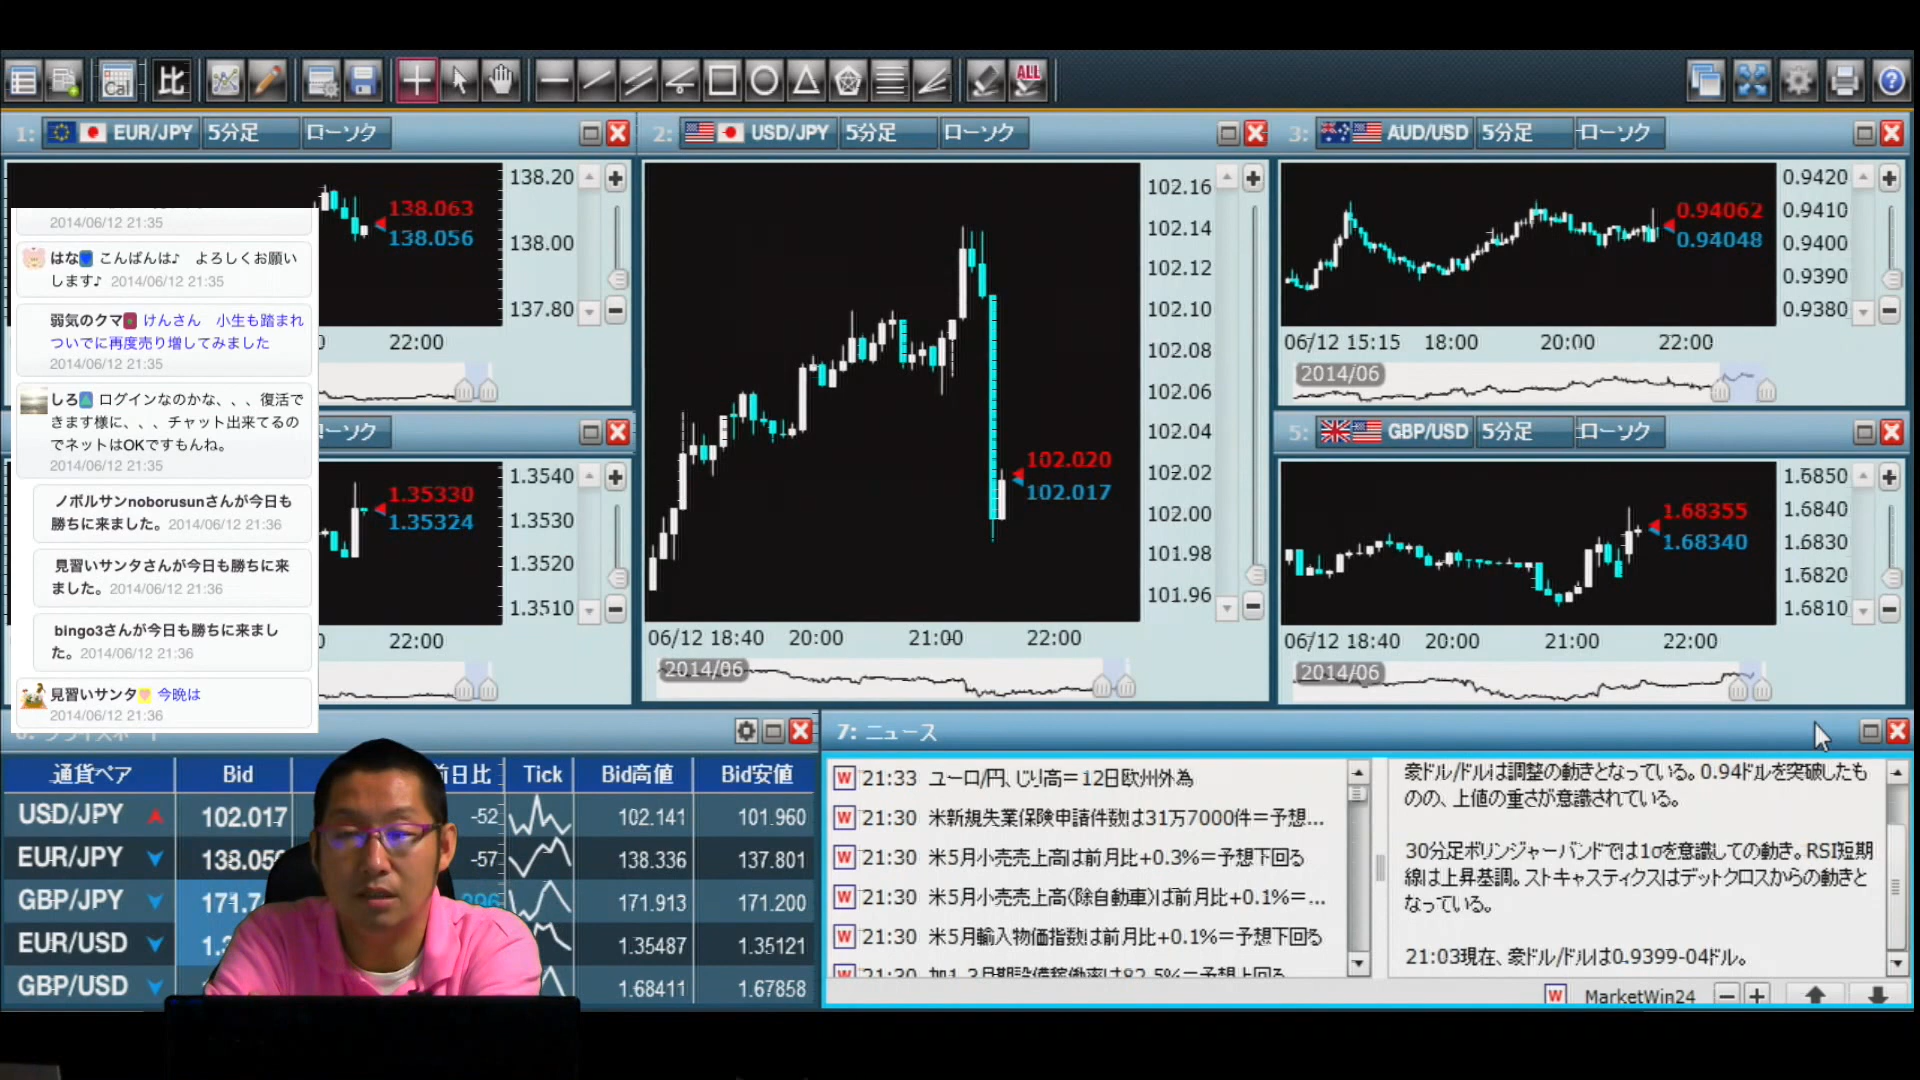 Cal 比 ALL
1: EUR/JPY 5分足 ローソク
138.20
138.00
137.80
138.063
138.056
22:00
2: USD/JPY 5分足 ローソク
102.16
102.14
102.12
102.10
102.08
102.06
102.04
102.02
102.00
101.98
101.96
102.020
102.017
06/12 18:40 20:00 21:00 22:00
2014/06
3: AUD/USD 5分足 ローソク
0.9420
0.9410
0.9400
0.9390
0.9380
0.94062
0.94048
06/12 15:15 18:00 20:00 22:00
2014/06
ローソク
1.3540
1.3530
1.3520
1.3510
1.35330
1.35324
22:00
5: GBP/USD 5分足 ローソク
1.6850
1.6840
1.6830
1.6820
1.6810
1.68355
1.68340
06/12 18:40 20:00 21:00 22:00
2014/06
2014/06/12 21:35
はな こんばんは♪ よろしくお願い
します♪ 2014/06/12 21:35
弱気のクマ けんさん 小生も踏まれ
ついでに再度売り増してみました
2014/06/12 21:35
しろ ログインなのかな、、、復活で
きます様に、、、チャット出来てるの
でネットはOKですもんね。
2014/06/12 21:35
ノボルサンnoborusunさんが今日も
勝ちに来ました。2014/06/12 21:36
見習いサンタさんが今日も勝ちに来
ました。2014/06/12 21:36
bingo3さんが今日も勝ちに来まし
た。2014/06/12 21:36
見習いサンタ 今晩は
2014/06/12 21:36
通貨ペア Bid 前日比 Tick Bid高値 Bid安値
USD/JPY 102.017 -52 102.141 101.960
EUR/JPY -57 138.336 137.801
GBP/JPY 171.913 171.200
EUR/USD 1.35487 1.35121
GBP/USD 1.68411 1.67858
7: ニュース
W 21:33 ユーロ/円、じり高＝12日欧州外為
W 21:30 米新規失業保険申請件数は31万7000件＝予想...
W 21:30 米5月小売売上高は前月比+0.3%＝予想下回る
W 21:30 米5月小売売上高(除自動車)は前月比+0.1%＝...
W 21:30 米5月輸入物価指数は前月比+0.1%＝予想下回る
W 21:30 加1-3月期設備稼働率は82.5%＝予想上回る
豪ドル/ドルは調整の動きとなっている。0.94ドルを突破したも
のの、上値の重さが意識されている。
30分足ボリンジャーバンドでは1σを意識しての動き。RSI短期
線は上昇基調。ストキャスティクスはデットクロスからの動きと
なっている。
21:03現在、豪ドル/ドルは0.9399-04ドル。
W MarketWin24